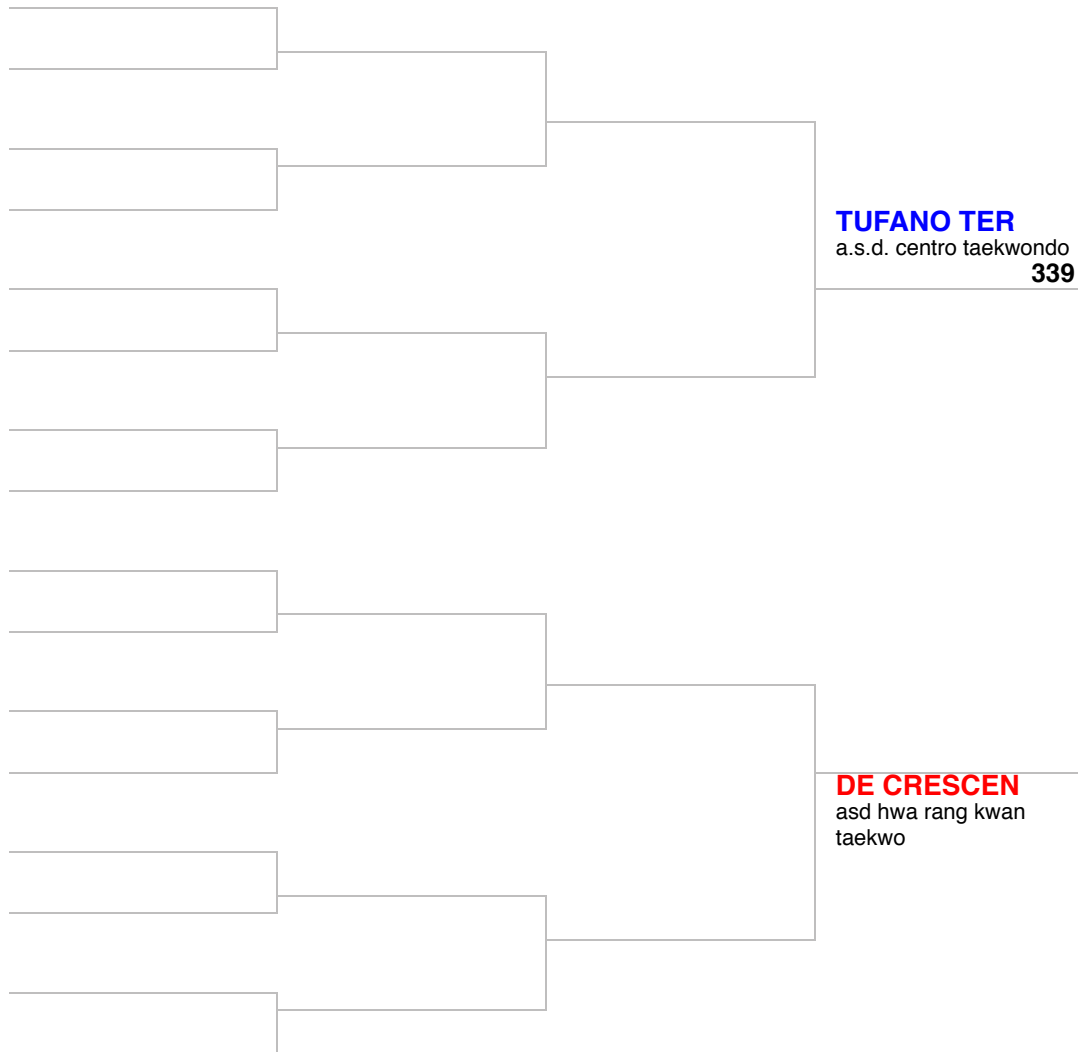 TUFANO TER
a.s.d. centro taekwondo
339
DE CRESCEN
asd hwa rang kwan
taekwo